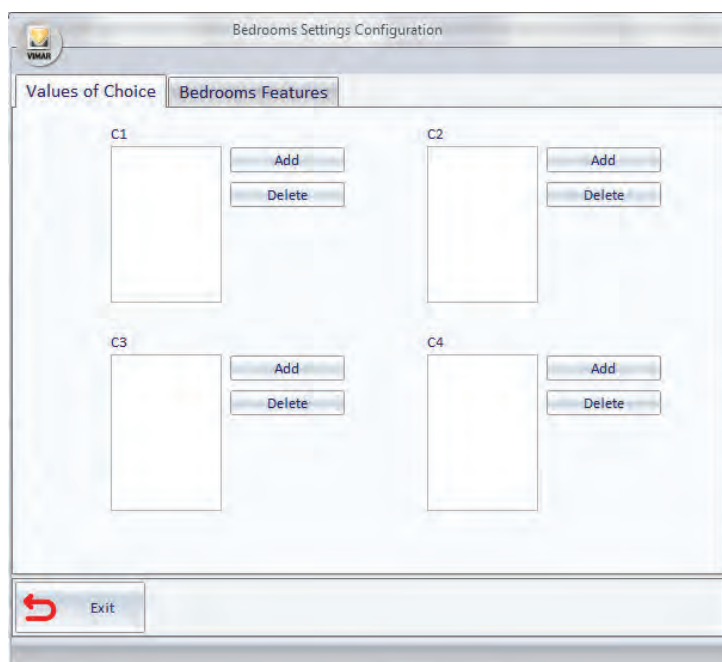 Bedrooms Settings Configuration
VIMAR
Values of Choice Bedrooms Features
C1 C2
Add Add
Delete Delete
C3 C4
Add Add
Delete Delete
Exit